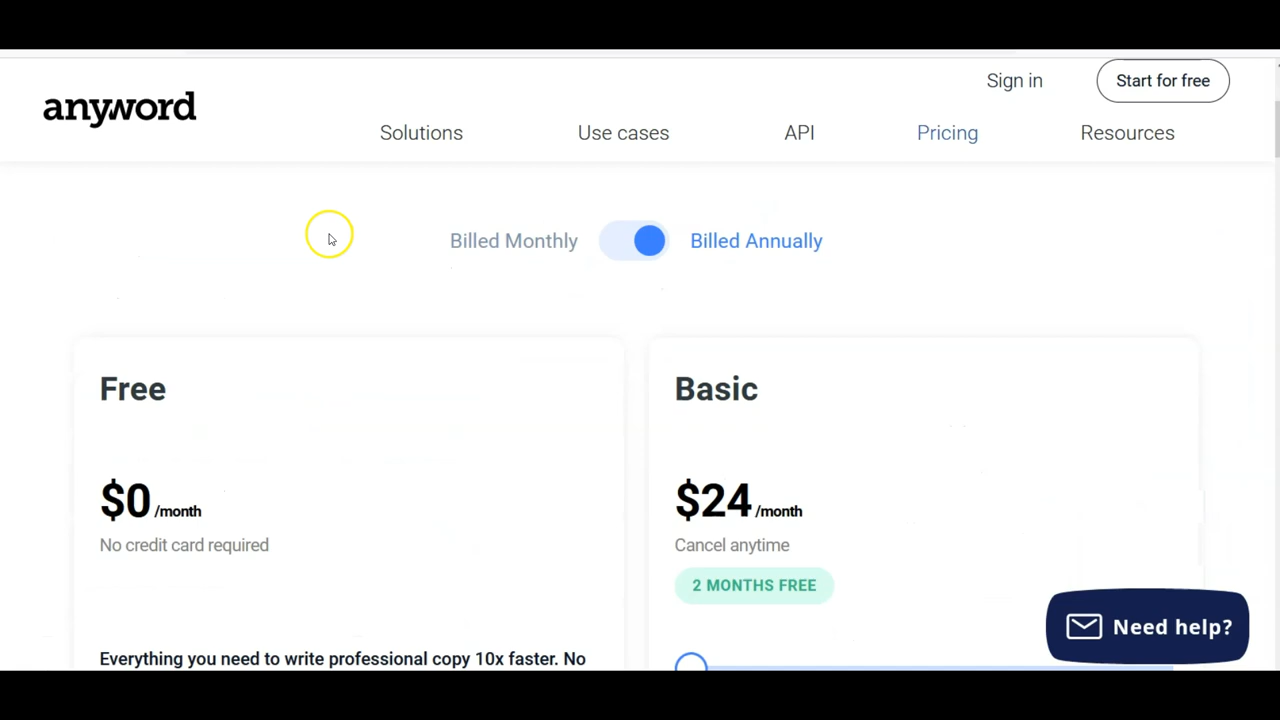 Sign in
Start for free
anyword
Solutions
Use cases
API
Pricing
Resources
Billed Monthly
Billed Annually
Free
$0 /month
No credit card required
Everything you need to write professional copy 10x faster. No
Basic
$24 /month
Cancel anytime
2 MONTHS FREE
Need help?